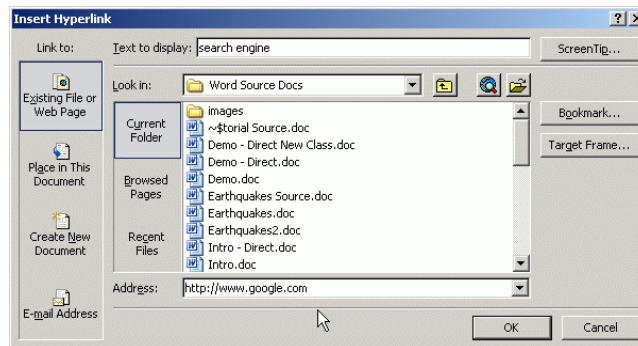 Insert Hyperlink
Link to:
Text to display: search engine
ScreenTip...
Existing File or
Web Page
Look in:
Word Source Docs
Current
Folder
images
~$torial Source.doc
Demo - Direct New Class.doc
Demo - Direct.doc
Demo.doc
Earthquakes Source.doc
Earthquakes.doc
Earthquakes2.doc
Intro - Direct.doc
Intro.doc
Bookmark...
Target Frame...
Place in This
Document
Browsed
Pages
Create New
Document
Recent
Files
E-mail Address
Address:
http://www.google.com
OK
Cancel